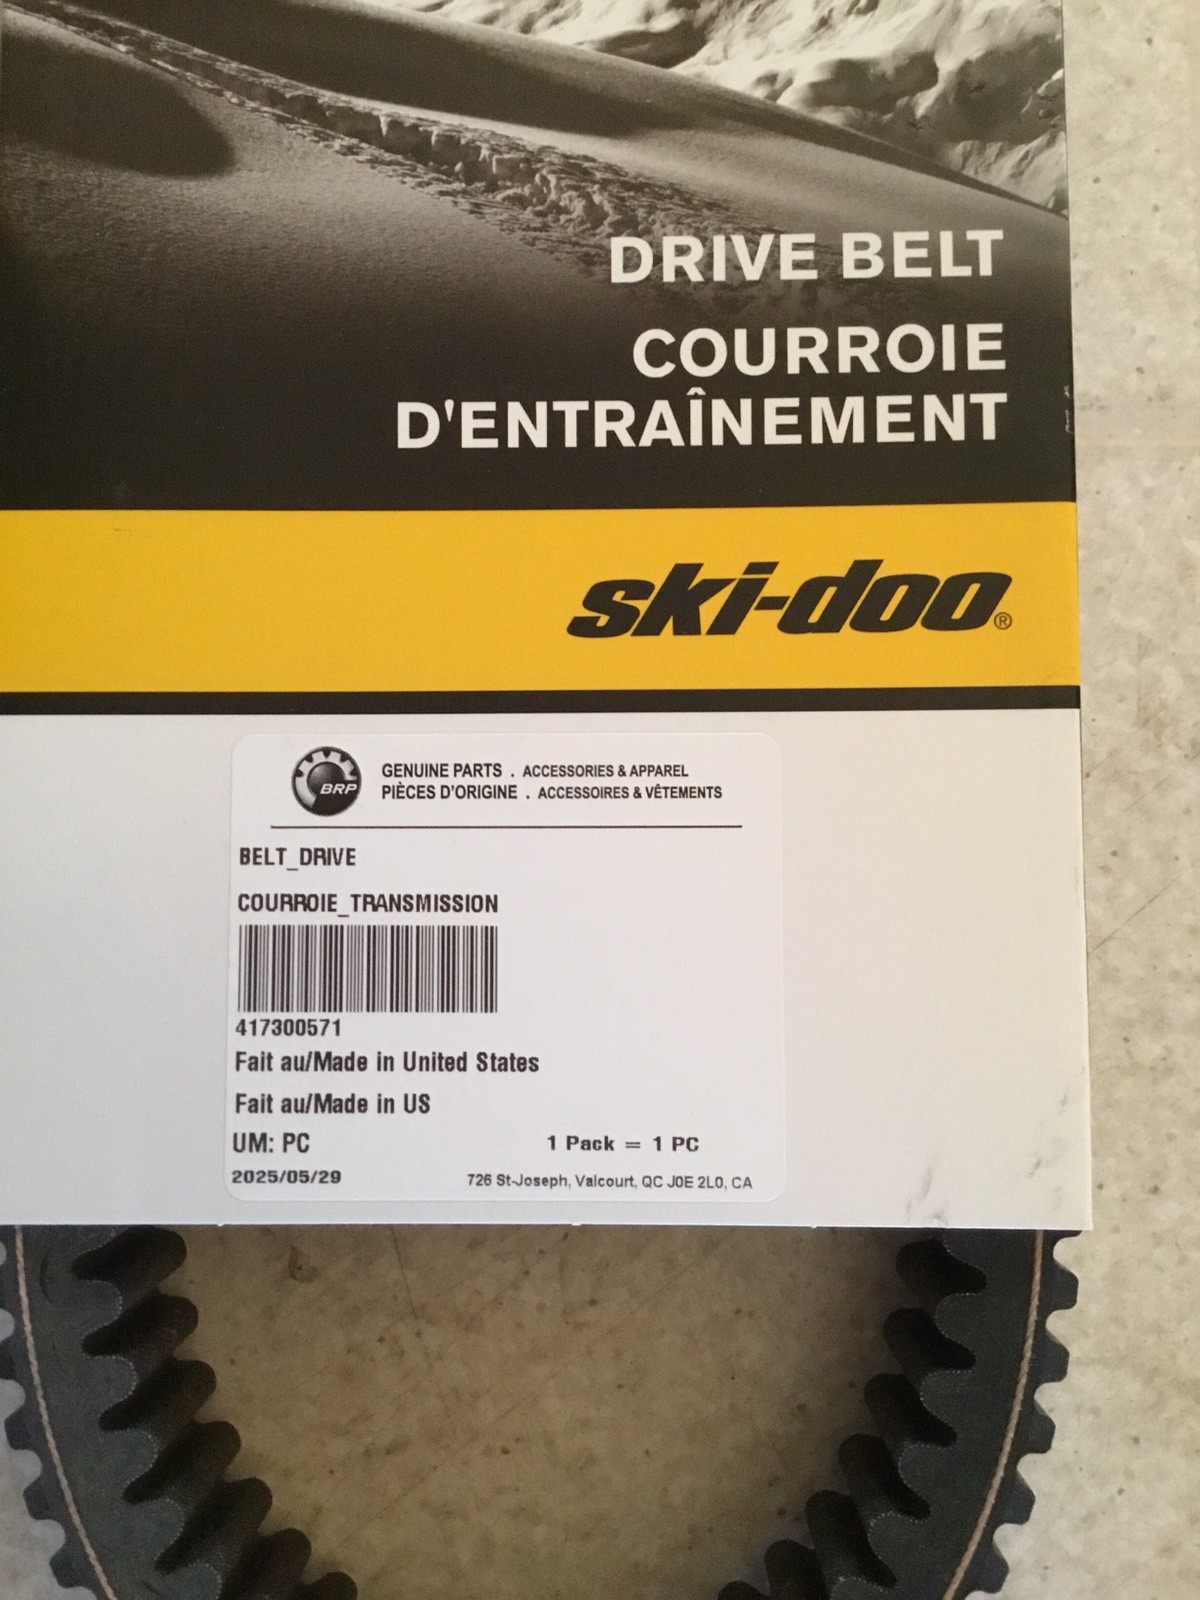 DRIVE BELT
COURROIE
D'ENTRAÎNEMENT
ski-doo®
BRP
GENUINE PARTS . ACCESSORIES & APPAREL
PIÈCES D'ORIGINE . ACCESSOIRES & VÊTEMENTS
BELT_DRIVE
COURROIE_TRANSMISSION
417300571
Fait au/Made in United States
Fait au/Made in US
UM: PC 1 Pack = 1 PC
2025/05/29 726 St-Joseph, Valcourt, QC J0E 2L0, CA